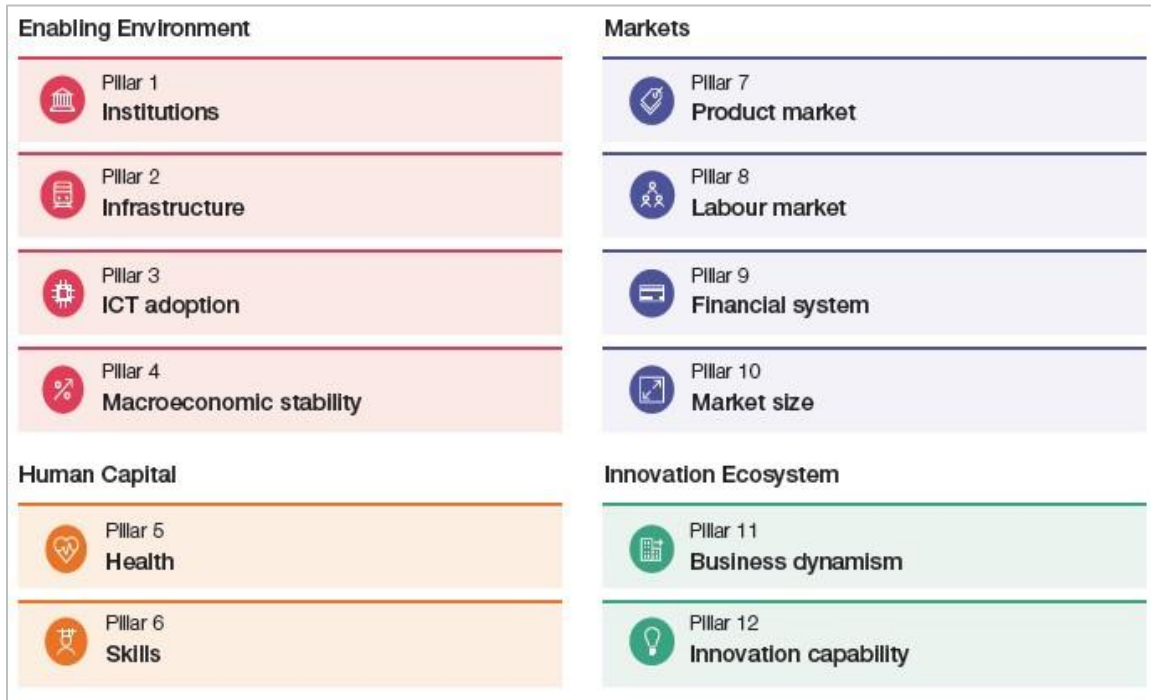 Enabling Environment
Pillar 1
Institutions
Pillar 2
Infrastructure
Pillar 3
ICT adoption
Pillar 4
Macroeconomic stability
Human Capital
Pillar 5
Health
Pillar 6
Skills
Markets
Pillar 7
Product market
Pillar 8
Labour market
Pillar 9
Financial system
Pillar 10
Market size
Innovation Ecosystem
Pillar 11
Business dynamism
Pillar 12
Innovation capability